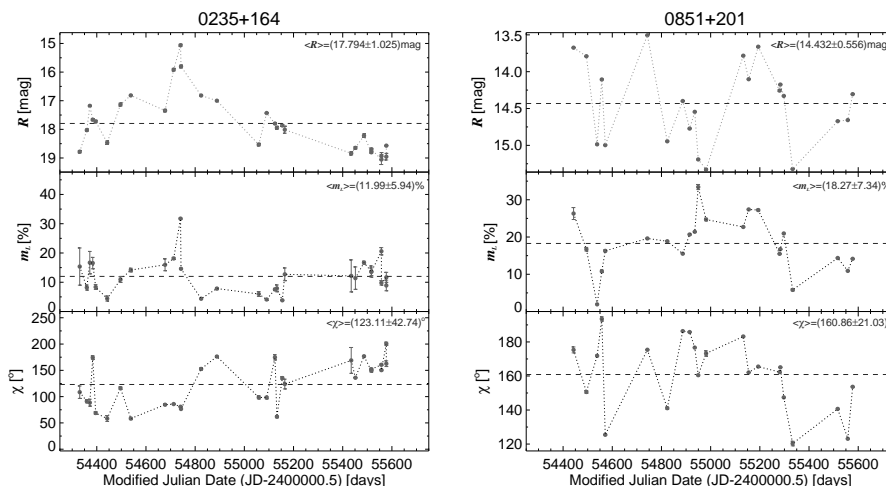 0235+164
<R>=(17.794±1.025)mag
15
16
17
18
19
R [mag]
<m_L>=(11.99±5.94)%
40
30
20
10
0
m_L [%]
<χ>=(123.11±42.74)°
250
200
150
100
50
0
χ [°]
54400 54600 54800 55000 55200 55400 55600
Modified Julian Date (JD-2400000.5) [days]
0851+201
<R>=(14.432±0.556)mag
13.5
14.0
14.5
15.0
R [mag]
<m_L>=(18.27±7.34)%
30
20
10
0
m_L [%]
<χ>=(160.86±21.03)°
180
160
140
120
χ [°]
54400 54600 54800 55000 55200 55400 55600
Modified Julian Date (JD-2400000.5) [days]